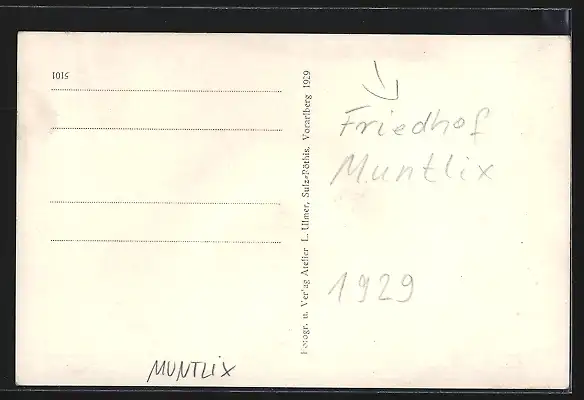 1015
Fotogr. u. Verlag Atelier L. Ulmer, Sulz-Röthis, Vorarlberg 1929
Friedhof
Muntlix
1929
MUNTLIX